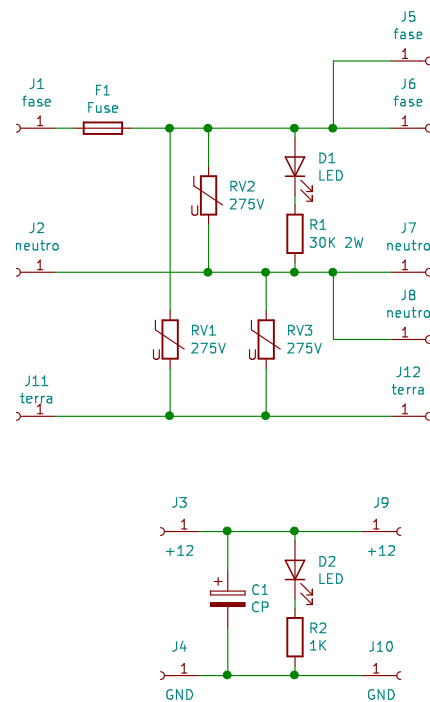 J5
fase
1
J1
fase
1
F1
Fuse
J6
fase
1
D1
LED
RV2
275V
U
R1
30K 2W
J2
neutro
1
J7
neutro
1
J8
neutro
1
RV1
275V
U
RV3
275V
U
J11
terra
1
J12
terra
1
J3
1
+12
J9
1
+12
D2
LED
+
C1
CP
R2
1K
J4
1
GND
J10
1
GND